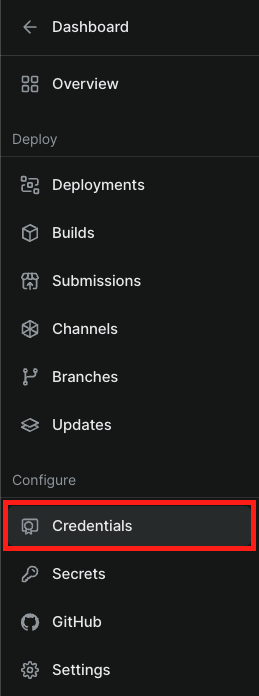 Dashboard
Overview
Deploy
Deployments
Builds
Submissions
Channels
Branches
Updates
Configure
Credentials
Secrets
GitHub
Settings